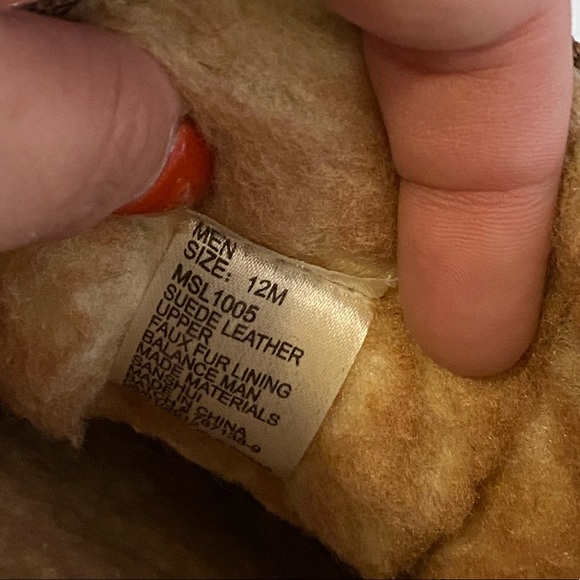 MEN
SIZE: 12M
MSL1005
SUEDE LEATHER
UPPER
FAUX FUR LINING
BALANCE MAN
MADE MATERIALS
MADE IN CHINA